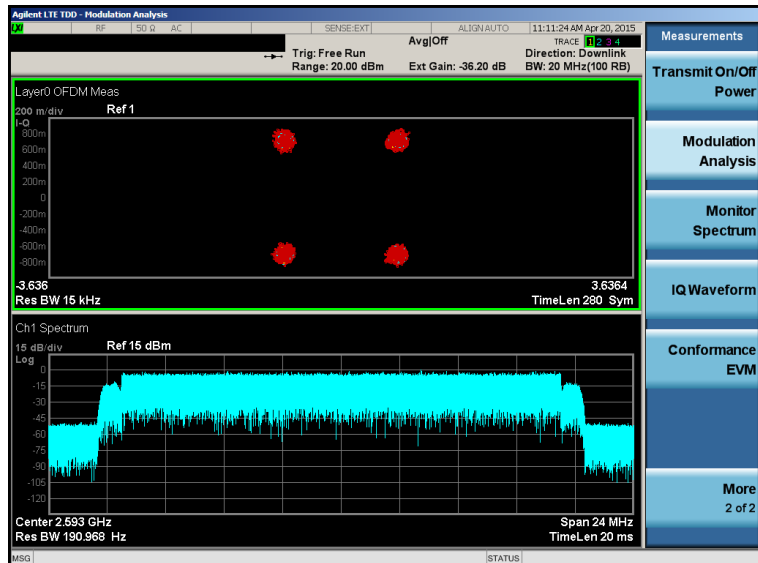 Agilent LTE TDD - Modulation Analysis
LXI RF 50 Ω AC SENSE:EXT ALIGN AUTO 11:11:24 AM Apr 20, 2015
Avg|Off TRACE 1 2 3 4
Trig: Free Run Direction: Downlink
Range: 20.00 dBm Ext Gain: -36.20 dB BW: 20 MHz(100 RB)
Measurements
Transmit On/Off
Power
Modulation
Analysis
Monitor
Spectrum
IQ Waveform
Conformance
EVM
More
2 of 2
Layer0 OFDM Meas
200 m/div Ref 1
I-Q
800m
600m
400m
200m
0
-200m
-400m
-600m
-800m
-3.636 3.6364
Res BW 15 kHz TimeLen 280 Sym
Ch1 Spectrum
15 dB/div Ref 15 dBm
Log
0
-15
-30
-45
-60
-75
-90
-105
-120
Center 2.593 GHz Span 24 MHz
Res BW 190.968 Hz TimeLen 20 ms
MSG STATUS